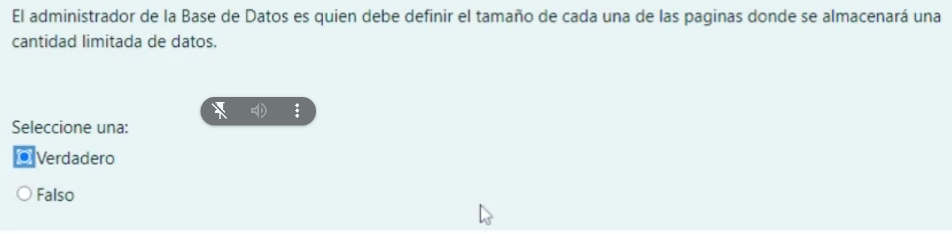 El administrador de la Base de Datos es quien debe definir el tamaño de cada una de las paginas donde se almacenará una
cantidad limitada de datos.
Seleccione una:
Verdadero
Falso